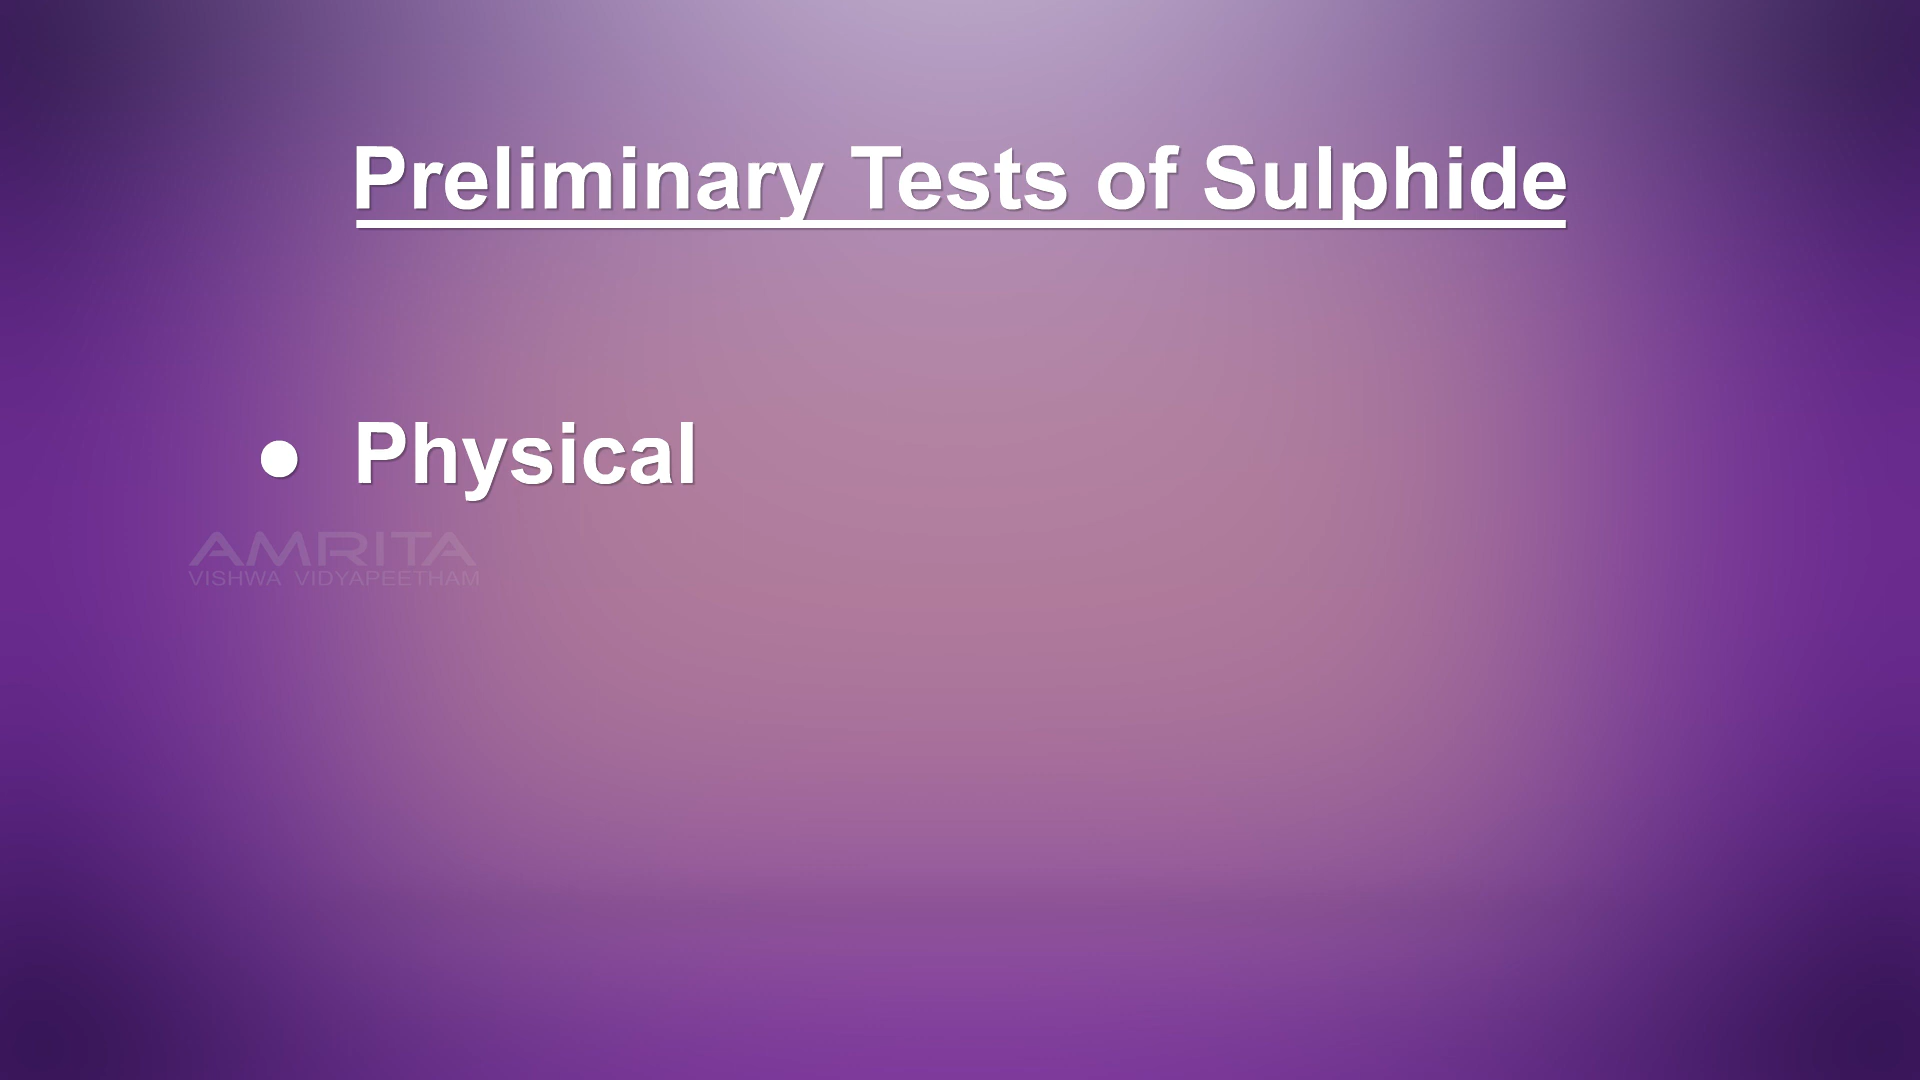 Preliminary Tests of Sulphide
● Physical
AMRITA
VISHWA VIDYAPEETHAM